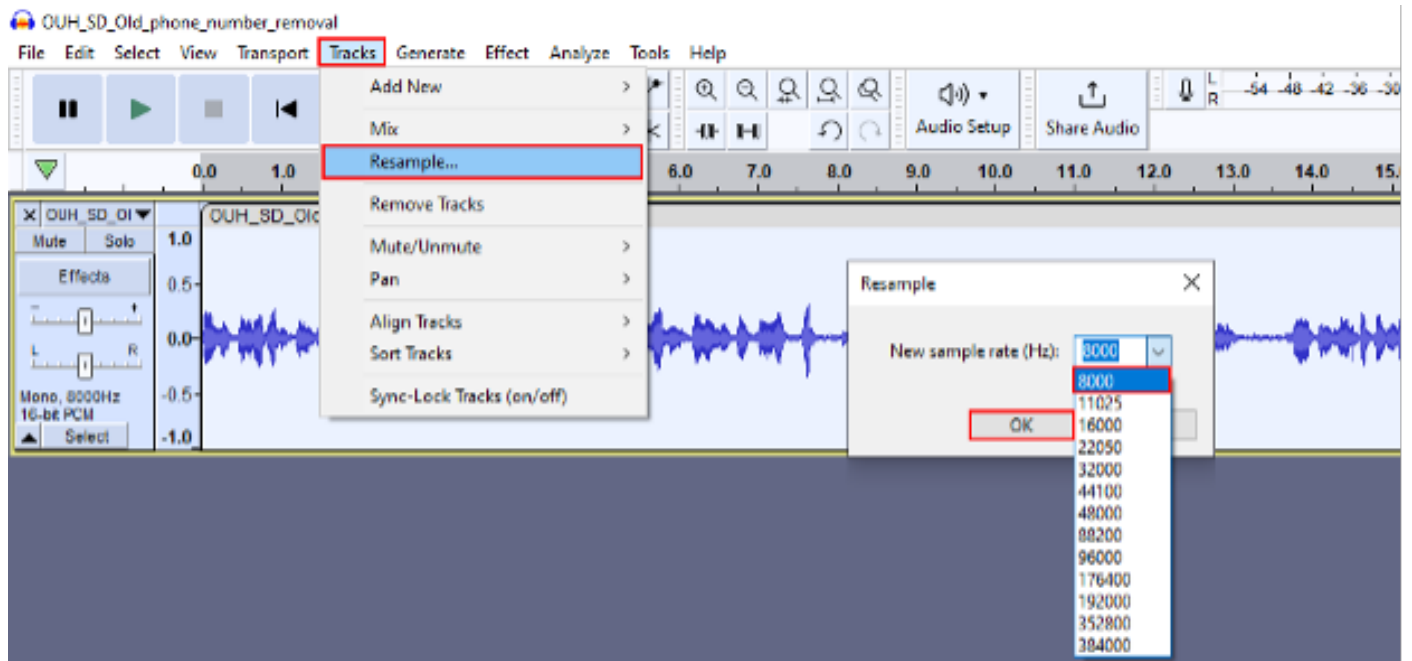 OUH_SD_Old_phone_number_removal
File Edit Select View Transport Tracks Generate Effect Analyze Tools Help
Add New
Mix
Resample...
Remove Tracks
Mute/Unmute
Pan
Align Tracks
Sort Tracks
Sync-Lock Tracks (on/off)
Audio Setup
Share Audio
L
R
-54 -48 -42 -36 -30
0.0 1.0 6.0 7.0 8.0 9.0 10.0 11.0 12.0 13.0 14.0 15.
X OUH_SD_Ol
OUH_SD_Old
Mute Solo
Effects
- +
L R
Mono, 8000Hz
16-bit PCM
Select
1.0
0.5-
0.0-
-0.5-
-1.0
Resample
New sample rate (Hz): 8000
OK
8000
11025
16000
22050
32000
44100
48000
88200
96000
176400
192000
352800
384000